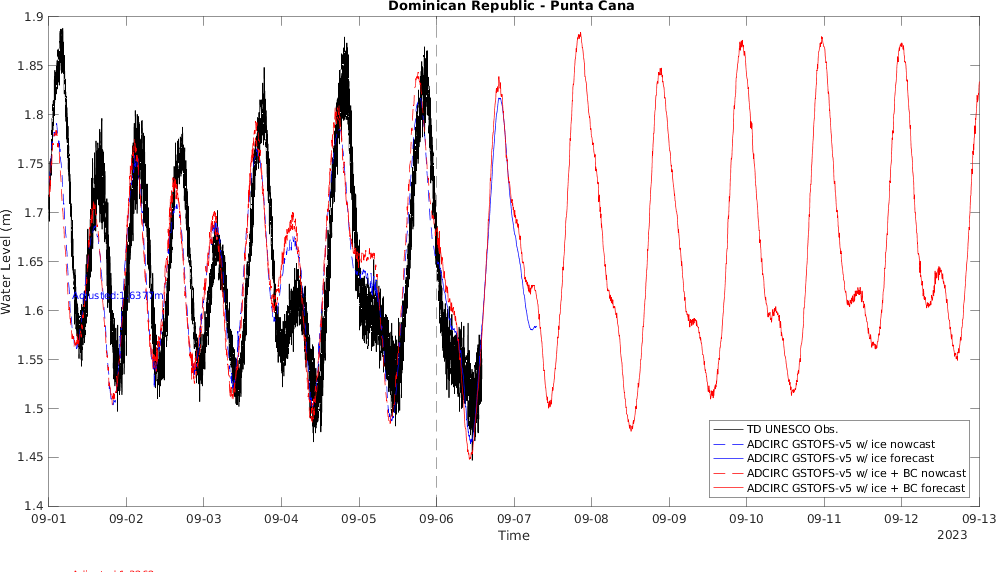 Dominican Republic - Punta Cana
1.9
1.85
1.8
1.75
1.7
1.65
1.6
1.55
1.5
1.45
1.4
Water Level (m)
TD UNESCO Obs.
ADCIRC GSTOFS-v5 w/ ice nowcast
ADCIRC GSTOFS-v5 w/ ice forecast
ADCIRC GSTOFS-v5 w/ ice + BC nowcast
ADCIRC GSTOFS-v5 w/ ice + BC forecast
09-01 09-02 09-03 09-04 09-05 09-06 09-07 09-08 09-09 09-10 09-11 09-12 09-13
Time
2023